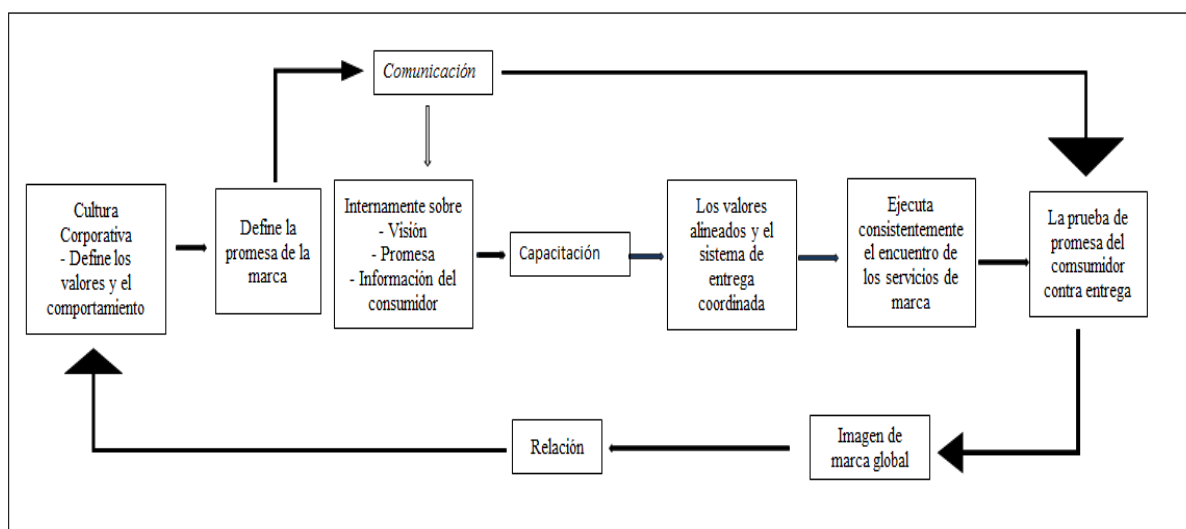 Comunicación
Cultura
Corporativa
- Define los
valores y el
comportamiento
Define la
promesa de la
marca
Internamente sobre
- Visión
- Promesa
- Información del
consumidor
Capacitación
Los valores
alineados y el
sistema de
entrega
coordinada
Ejecuta
consistentemente
el encuentro de
los servicios de
marca
La prueba de
promesa del
comsumidor
contra entrega
Relación
Imagen de
marca global